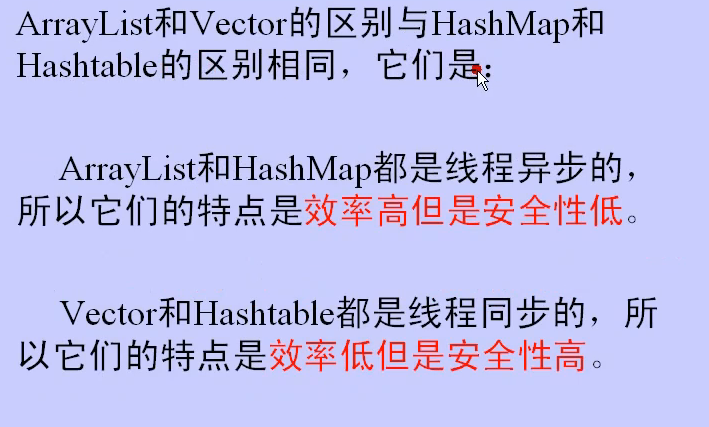 ArrayList和Vector的区别与HashMap和
Hashtable的区别相同，它们是：
ArrayList和HashMap都是线程异步的，
所以它们的特点是效率高但是安全性低。
Vector和Hashtable都是线程同步的，所
以它们的特点是效率低但是安全性高。